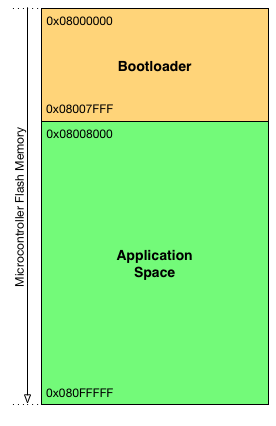 0x08000000
Bootloader
0x08007FFF
0x08008000
Microcontroller Flash Memory
Application
Space
0x080FFFFF